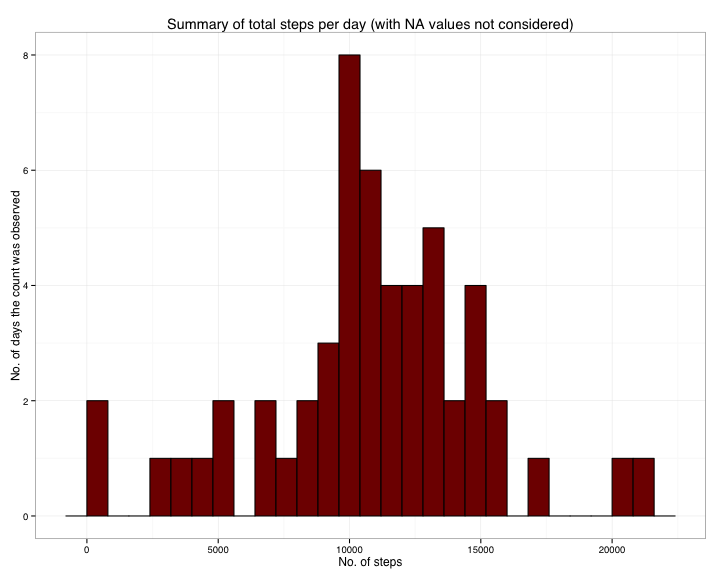 Summary of total steps per day (with NA values not considered)
No. of days the count was observed
8
6
4
2
0
0 5000 10000 15000 20000
No. of steps